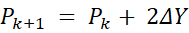 P_{k+1} = P_k + 2ΔY